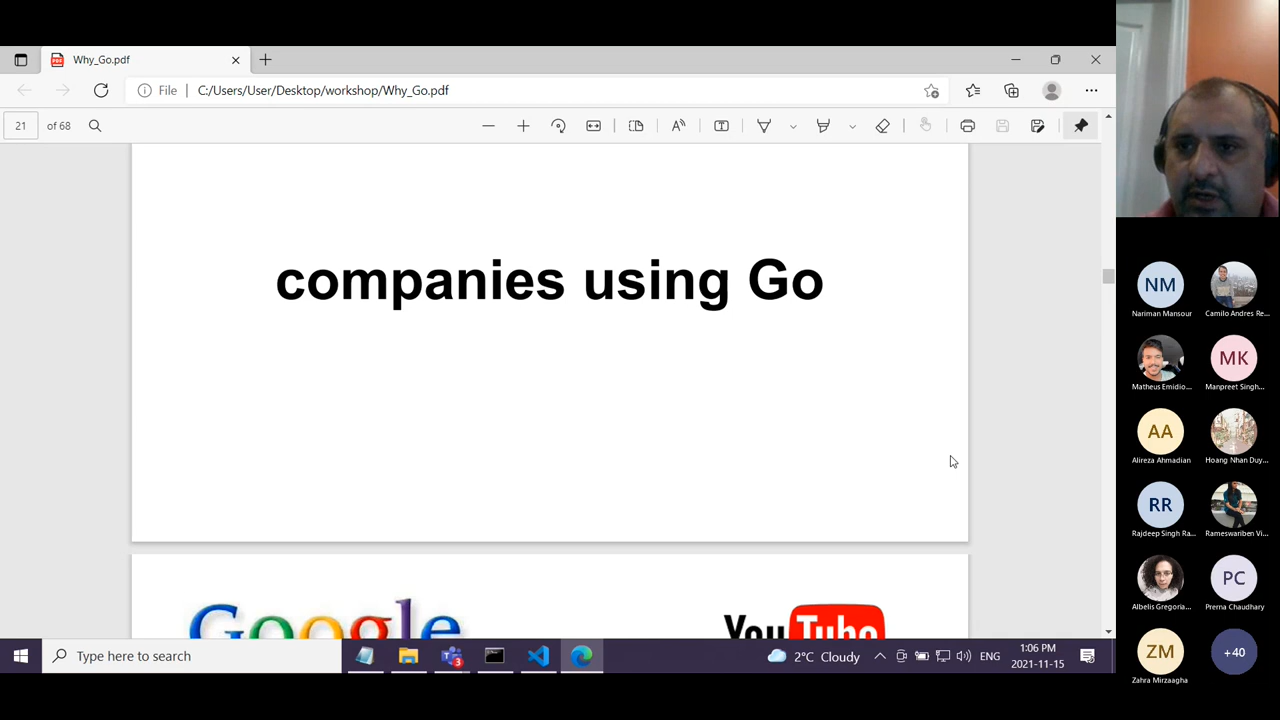 Why_Go.pdf
File
C:/Users/User/Desktop/workshop/Why_Go.pdf
21
of 68
companies using Go
Google
YouTube
Type here to search
3
2°C Cloudy
ENG
1:06 PM
2021-11-15
NM
Nariman Mansour
Camilo Andres Re...
Matheus Emidio...
MK
Manpreet Singh...
AA
Alireza Ahmadian
Hoang Nhan Duy...
RR
Rajdeep Singh Ra...
Rameswariben Vi...
Albelis Gregoria...
PC
Prerna Chaudhary
ZM
Zahra Mirzaagha
+40